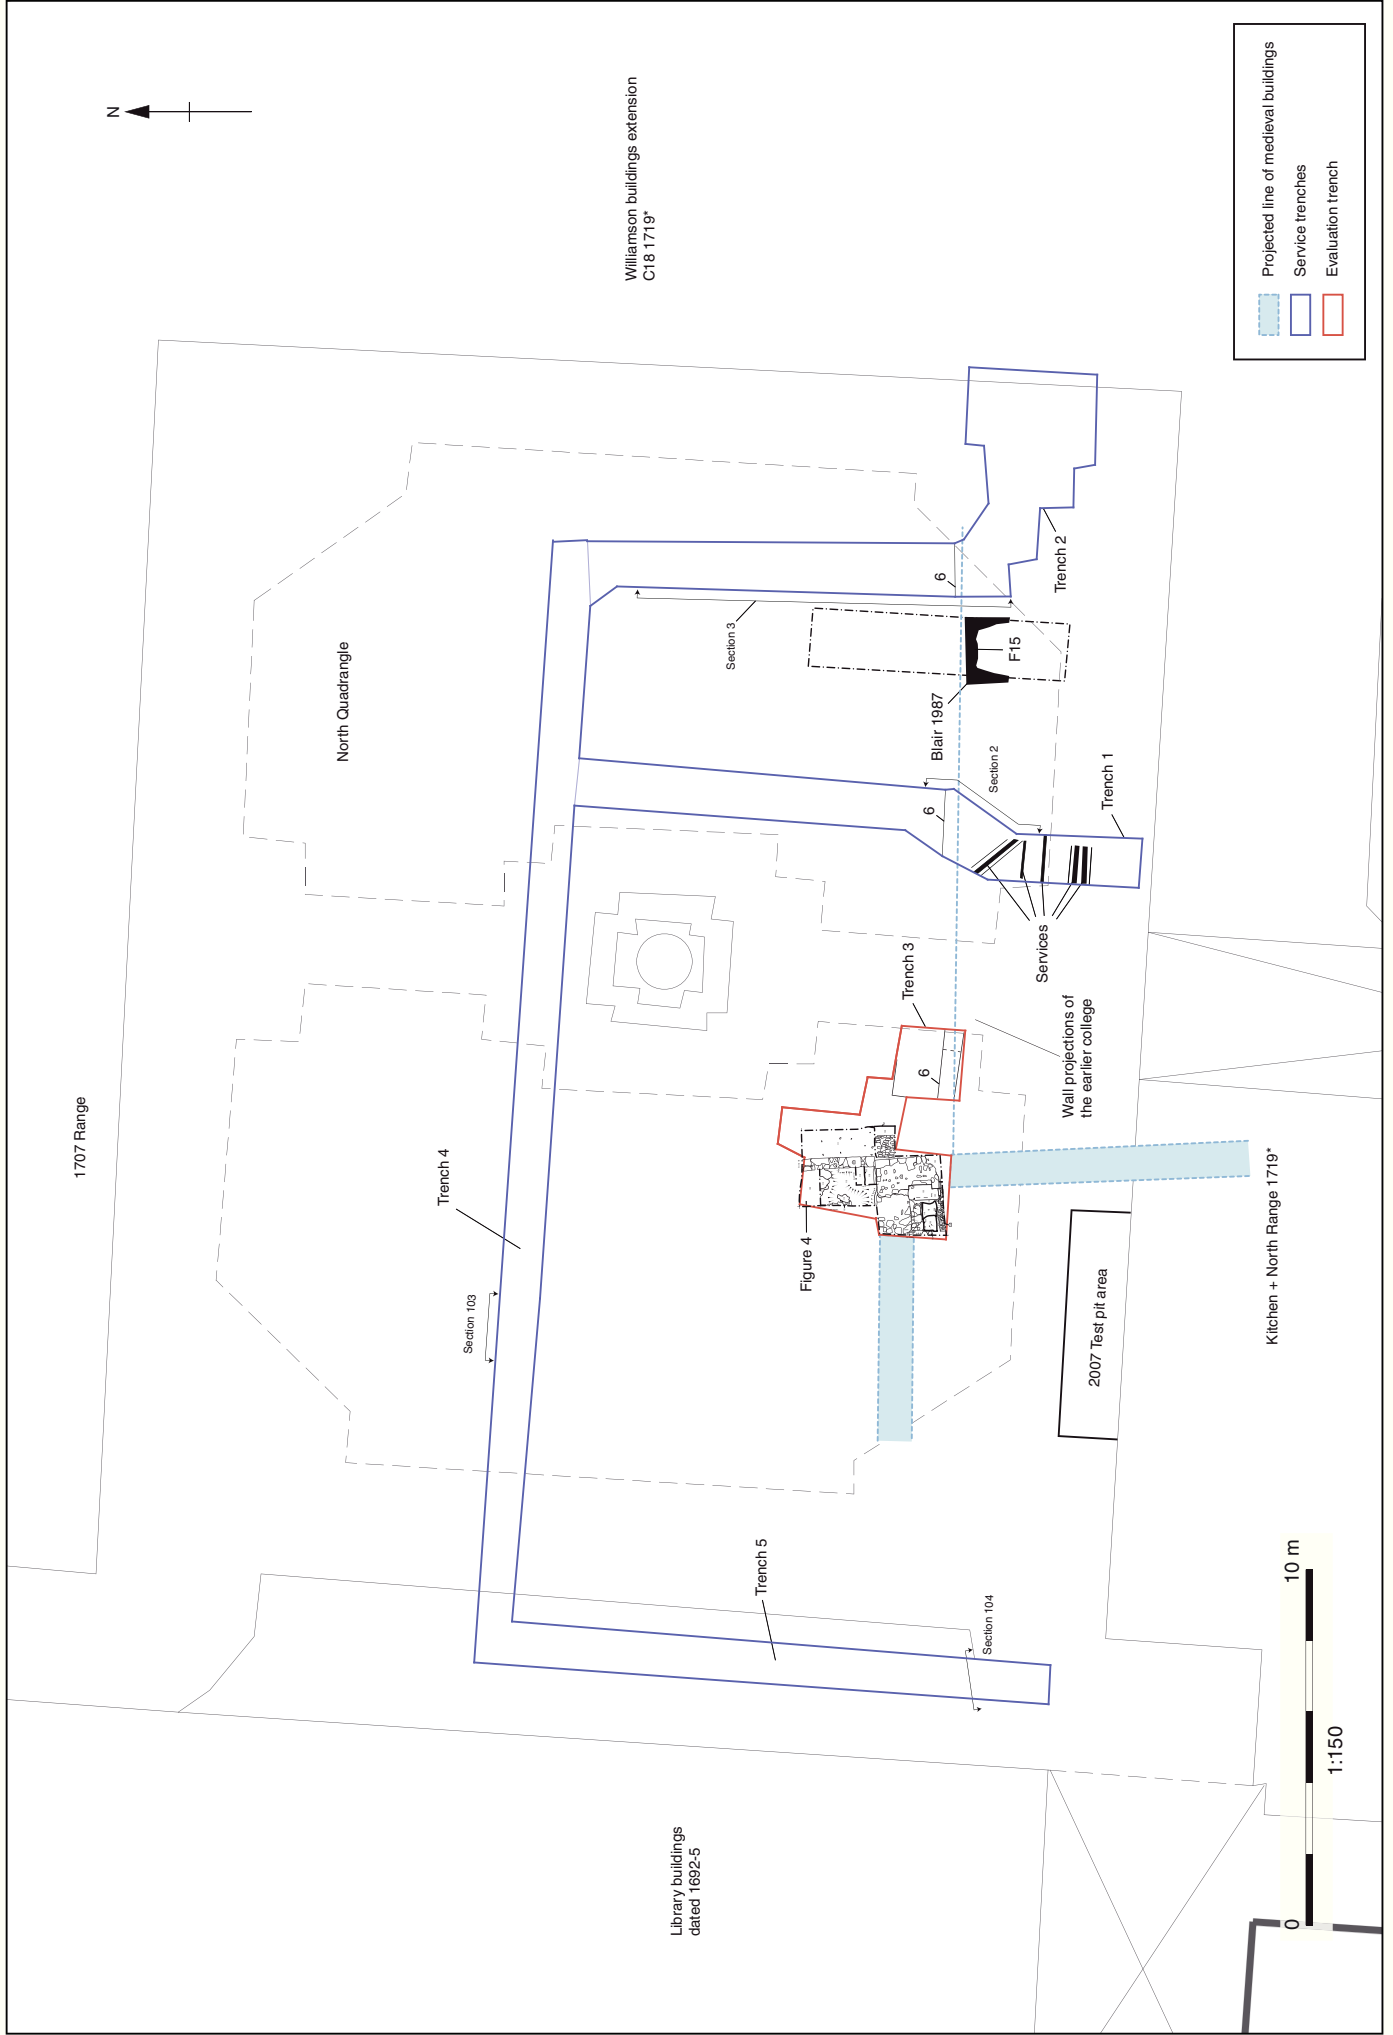 N
1707 Range
North Quadrangle
Williamson buildings extension
C18 1719*
Trench 4
Section 103
Section 3
6
Trench 2
F15
Blair 1987
6
Section 2
Trench 1
Services
Trench 3
6
Wall projections of
the earlier college
Figure 4
2007 Test pit area
Kitchen + North Range 1719*
Trench 5
Section 104
Library buildings
dated 1692-5
0
10 m
1:150
Projected line of medieval buildings
Service trenches
Evaluation trench